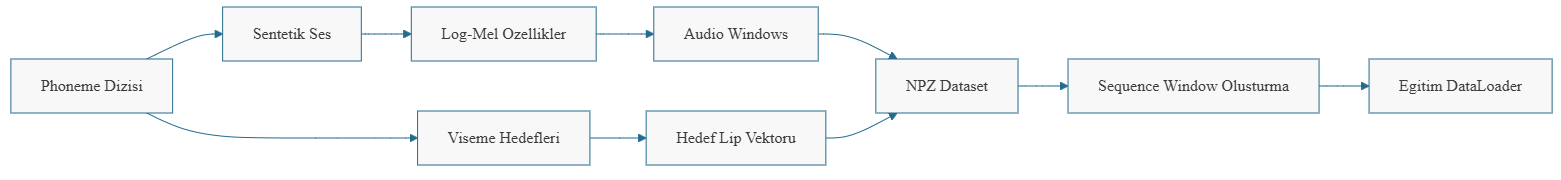 Sentetik Ses
Log-Mel Ozellikler
Audio Windows
Phoneme Dizisi
NPZ Dataset
Sequence Window Olusturma
Egitim DataLoader
Viseme Hedefleri
Hedef Lip Vektoru